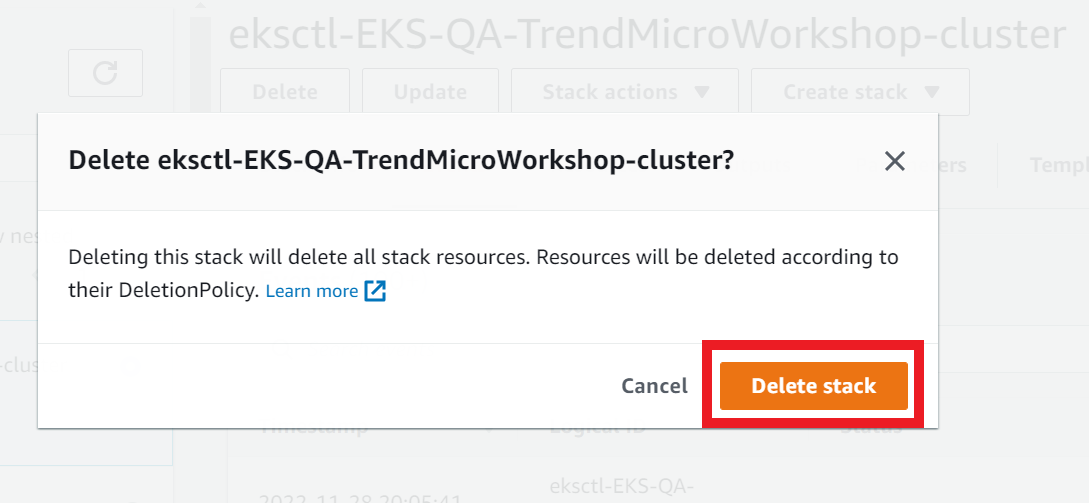 eksctl-EKS-QA-TrendMicroWorkshop-cluster
Delete Update Stack actions Create stack
Delete eksctl-EKS-QA-TrendMicroWorkshop-cluster?
ers Templ
Deleting this stack will delete all stack resources. Resources will be deleted according to
their DeletionPolicy. Learn more
-clus
Cancel Delete stack
Timestamp Logical ID Status
eksctl-EKS-QA-
2022-11-28 20:05:41